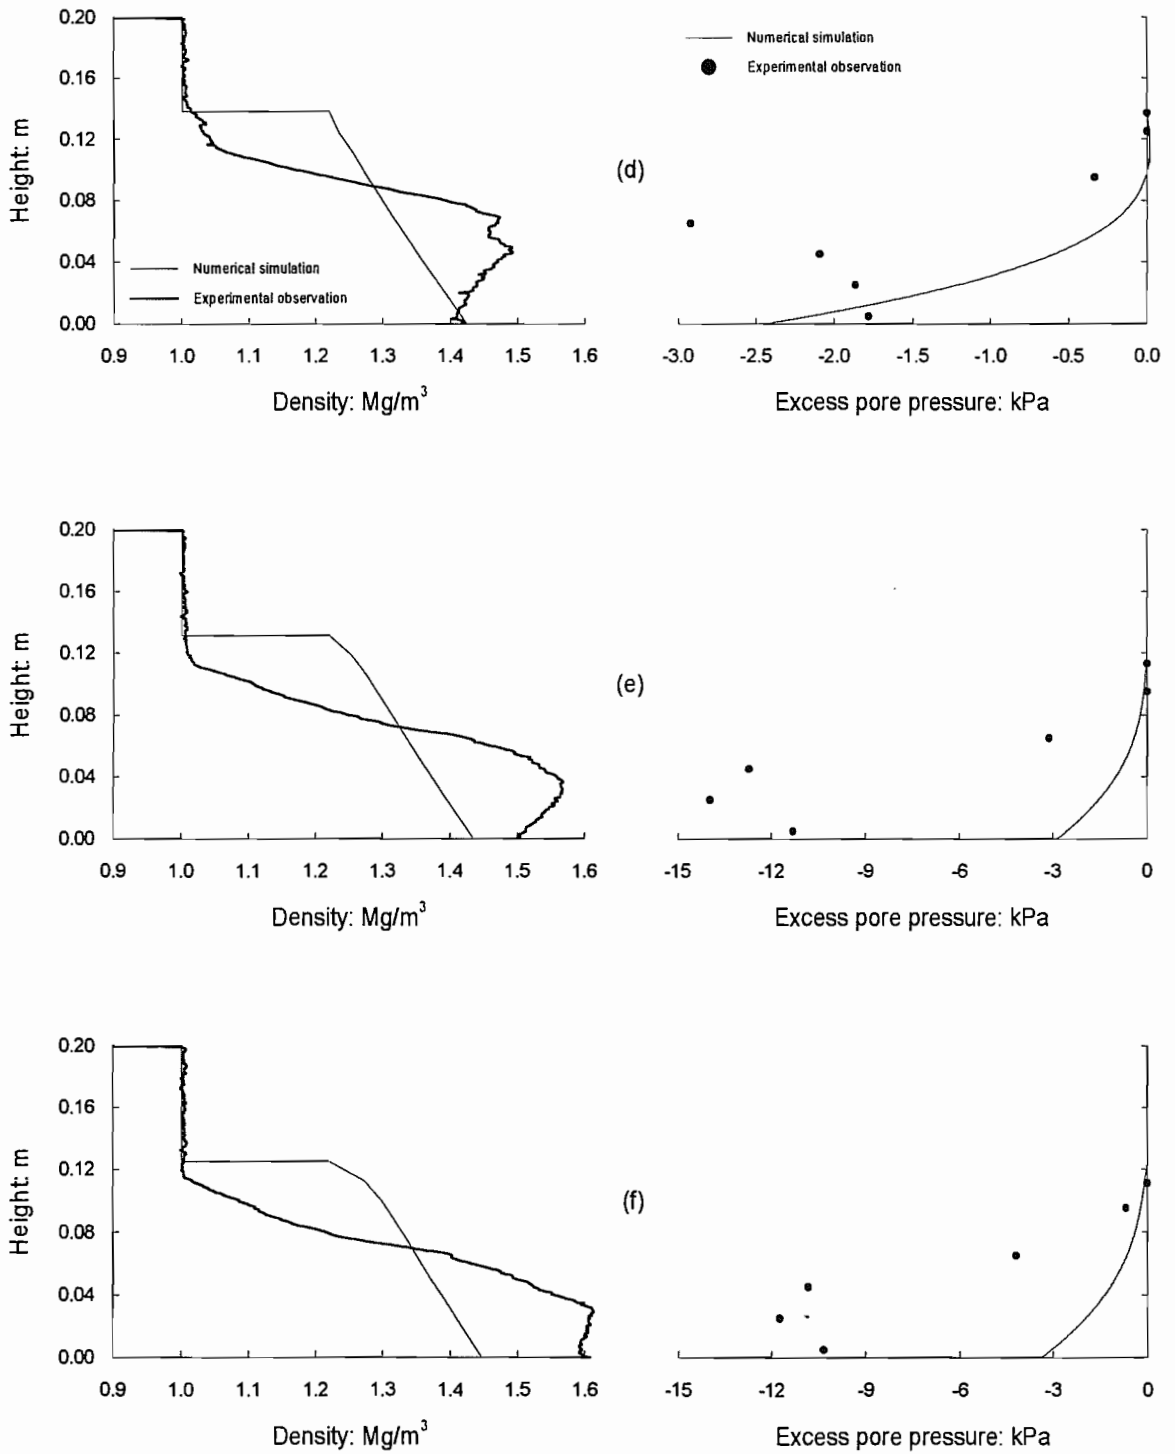 0.20
0.16
0.12
0.08
0.04
0.00
Height: m
Numerical simulation
Experimental observation
0.9 1.0 1.1 1.2 1.3 1.4 1.5 1.6
Density: Mg/m³
(d)
Numerical simulation
Experimental observation
-3.0 -2.5 -2.0 -1.5 -1.0 -0.5 0.0
Excess pore pressure: kPa
0.20
0.16
0.12
0.08
0.04
0.00
Height: m
0.9 1.0 1.1 1.2 1.3 1.4 1.5 1.6
Density: Mg/m³
(e)
-15 -12 -9 -6 -3 0
Excess pore pressure: kPa
0.20
0.16
0.12
0.08
0.04
0.00
Height: m
0.9 1.0 1.1 1.2 1.3 1.4 1.5 1.6
Density: Mg/m³
(f)
-15 -12 -9 -6 -3 0
Excess pore pressure: kPa